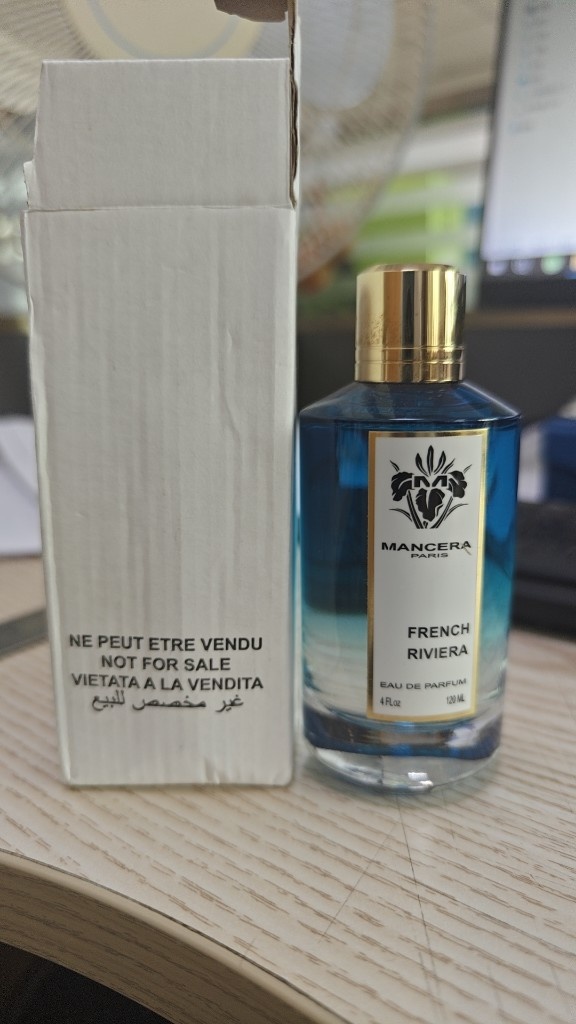 NE PEUT ETRE VENDU
NOT FOR SALE
VIETATA A LA VENDITA
غير مخصص للبيع
M
MANCERA
PARIS
FRENCH
RIVIERA
EAU DE PARFUM
4 FL.oz 120 ML